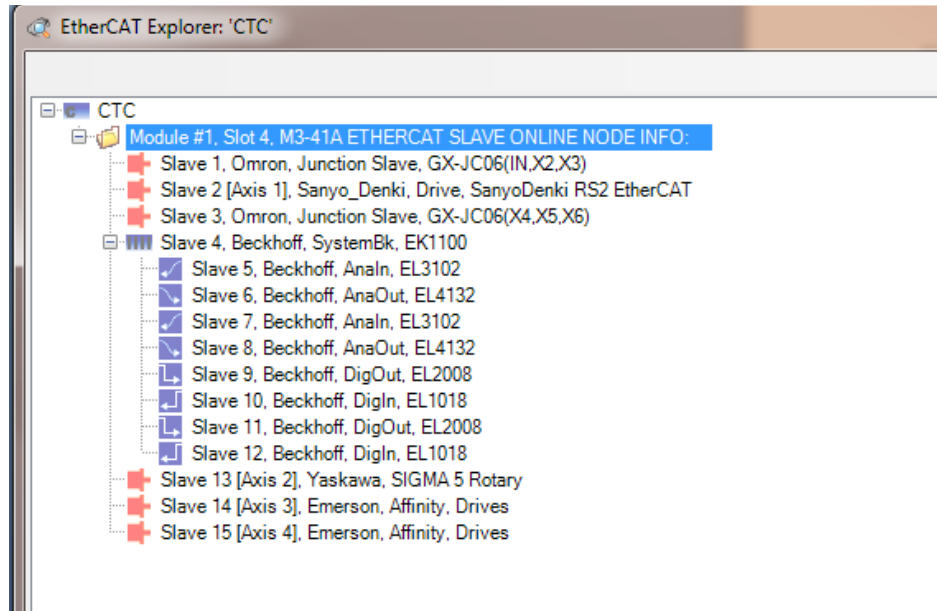 EtherCAT Explorer: 'CTC'
CTC
Module #1, Slot 4, M3-41A ETHERCAT SLAVE ONLINE NODE INFO:
Slave 1, Omron, Junction Slave, GX-JC06(IN,X2,X3)
Slave 2 [Axis 1], Sanyo_Denki, Drive, SanyoDenki RS2 EtherCAT
Slave 3, Omron, Junction Slave, GX-JC06(X4,X5,X6)
Slave 4, Beckhoff, SystemBk, EK1100
Slave 5, Beckhoff, AnaIn, EL3102
Slave 6, Beckhoff, AnaOut, EL4132
Slave 7, Beckhoff, AnaIn, EL3102
Slave 8, Beckhoff, AnaOut, EL4132
Slave 9, Beckhoff, DigOut, EL2008
Slave 10, Beckhoff, DigIn, EL1018
Slave 11, Beckhoff, DigOut, EL2008
Slave 12, Beckhoff, DigIn, EL1018
Slave 13 [Axis 2], Yaskawa, SIGMA 5 Rotary
Slave 14 [Axis 3], Emerson, Affinity, Drives
Slave 15 [Axis 4], Emerson, Affinity, Drives